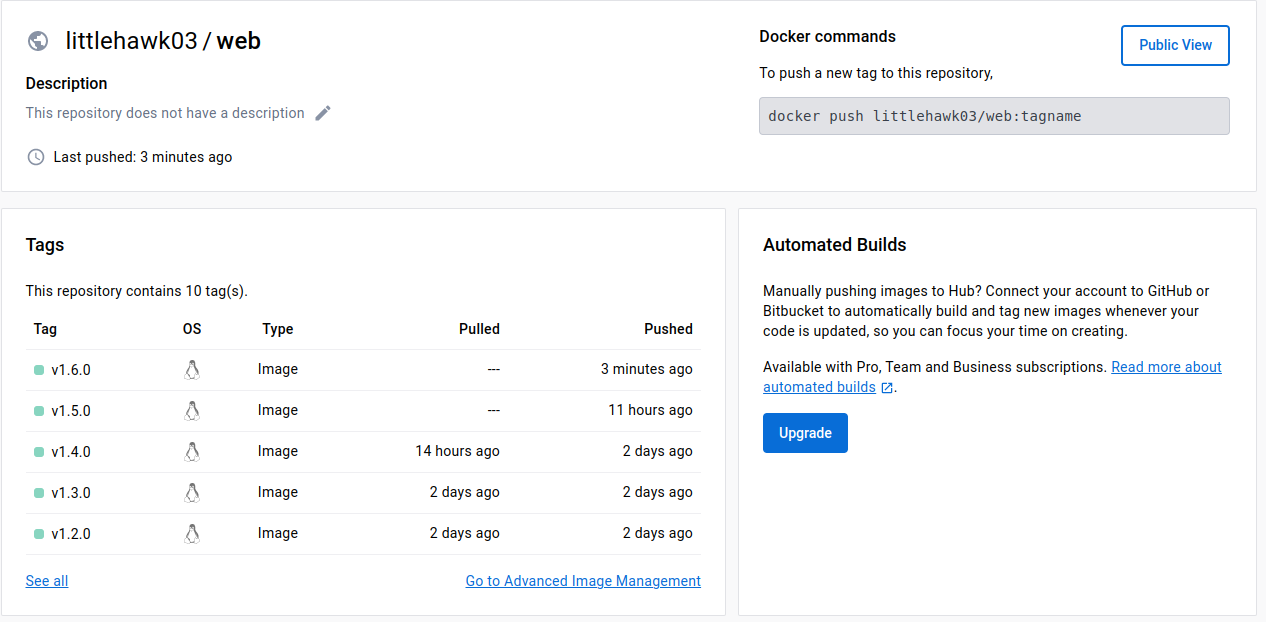 littlehawk03 / web
Description
This repository does not have a description
Last pushed: 3 minutes ago
Docker commands
Public View
To push a new tag to this repository,
docker push littlehawk03/web:tagname
Tags
This repository contains 10 tag(s).
Tag OS Type Pulled Pushed
v1.6.0 Image --- 3 minutes ago
v1.5.0 Image --- 11 hours ago
v1.4.0 Image 14 hours ago 2 days ago
v1.3.0 Image 2 days ago 2 days ago
v1.2.0 Image 2 days ago 2 days ago
See all Go to Advanced Image Management
Automated Builds
Manually pushing images to Hub? Connect your account to GitHub or
Bitbucket to automatically build and tag new images whenever your
code is updated, so you can focus your time on creating.
Available with Pro, Team and Business subscriptions. Read more about
automated builds .
Upgrade